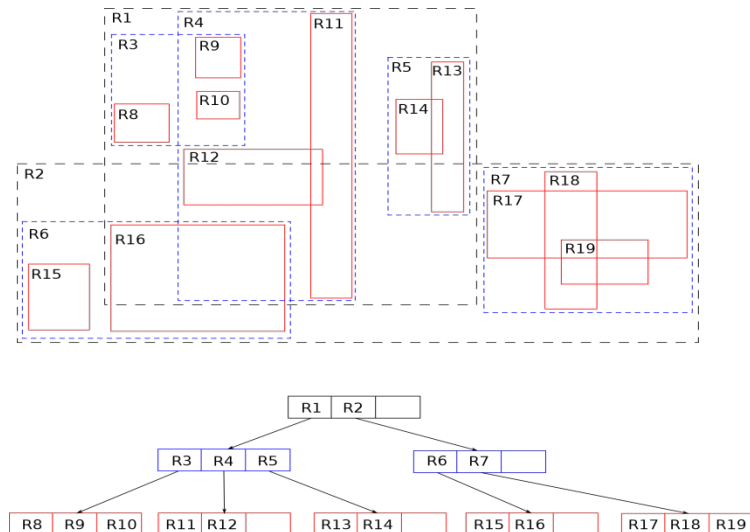 R1
R4
R11
R3
R9
R5
R13
R10
R14
R8
R12
R2
R7
R18
R17
R6
R16
R19
R15
R1 R2
R3 R4 R5
R6 R7
R8 R9 R10
R11 R12
R13 R14
R15 R16
R17 R18 R19